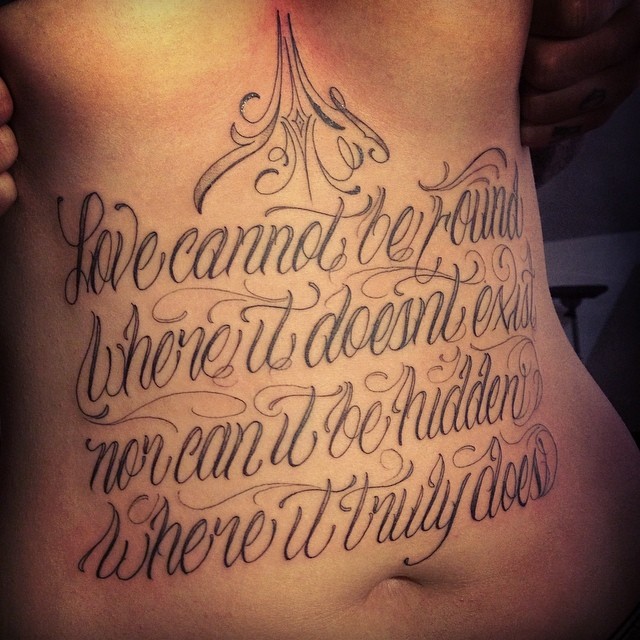 Love cannot be found
Where it doesnt exist
nor can it be hidden
Where it truly does